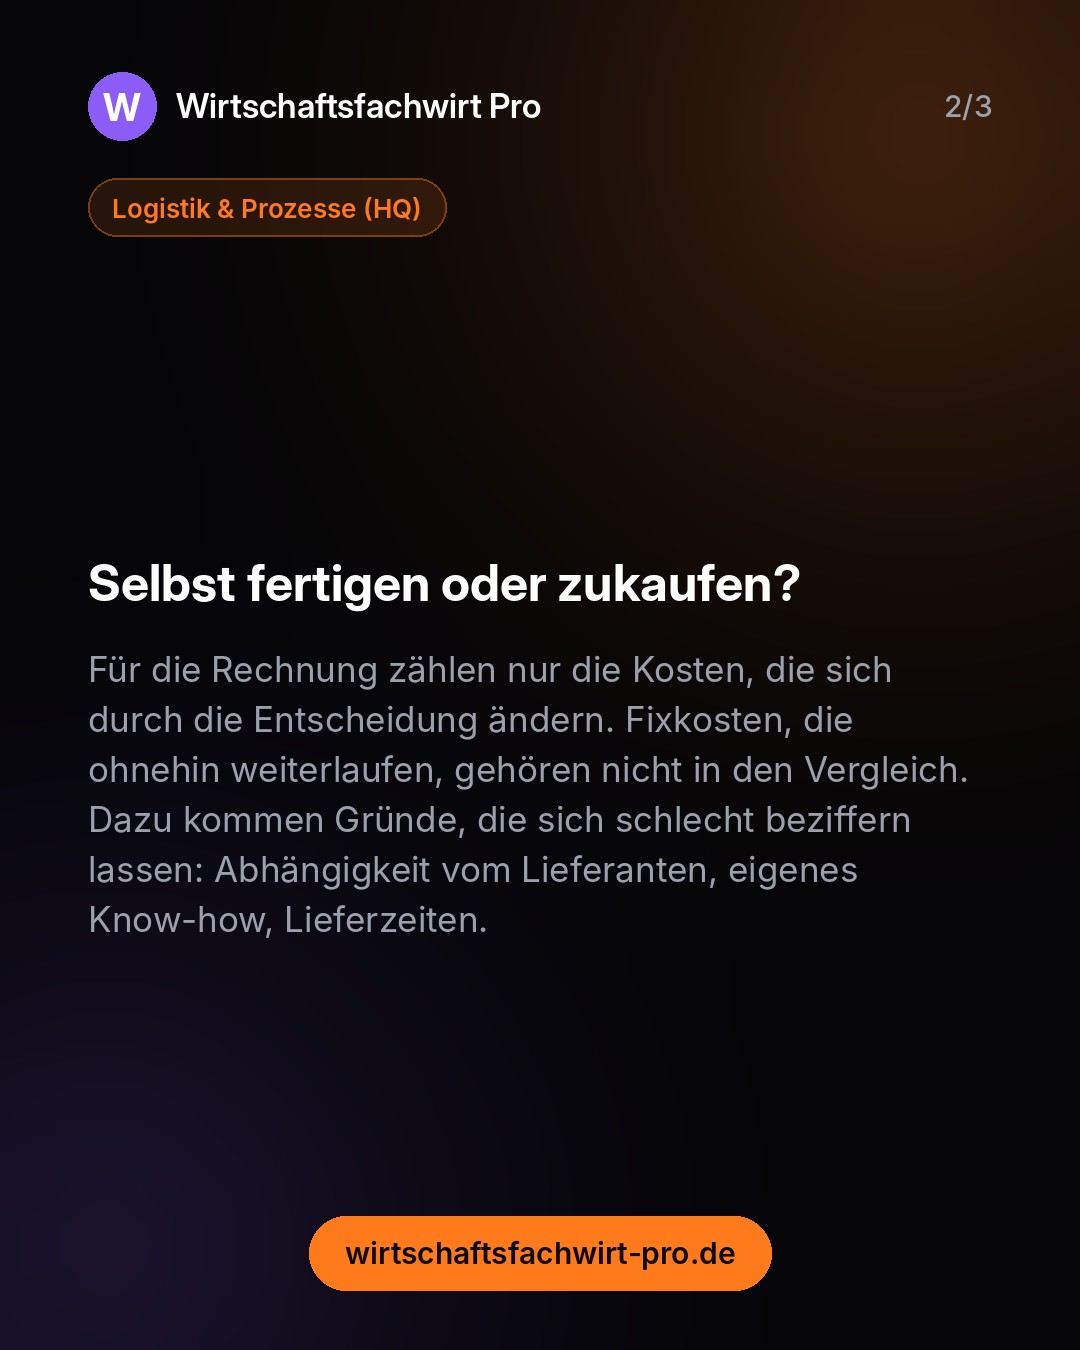 W
Wirtschaftsfachwirt Pro
2/3
Logistik & Prozesse (HQ)
Selbst fertigen oder zukaufen?
Für die Rechnung zählen nur die Kosten, die sich
durch die Entscheidung ändern. Fixkosten, die
ohnehin weiterlaufen, gehören nicht in den Vergleich.
Dazu kommen Gründe, die sich schlecht beziffern
lassen: Abhängigkeit vom Lieferanten, eigenes
Know-how, Lieferzeiten.
wirtschaftsfachwirt-pro.de